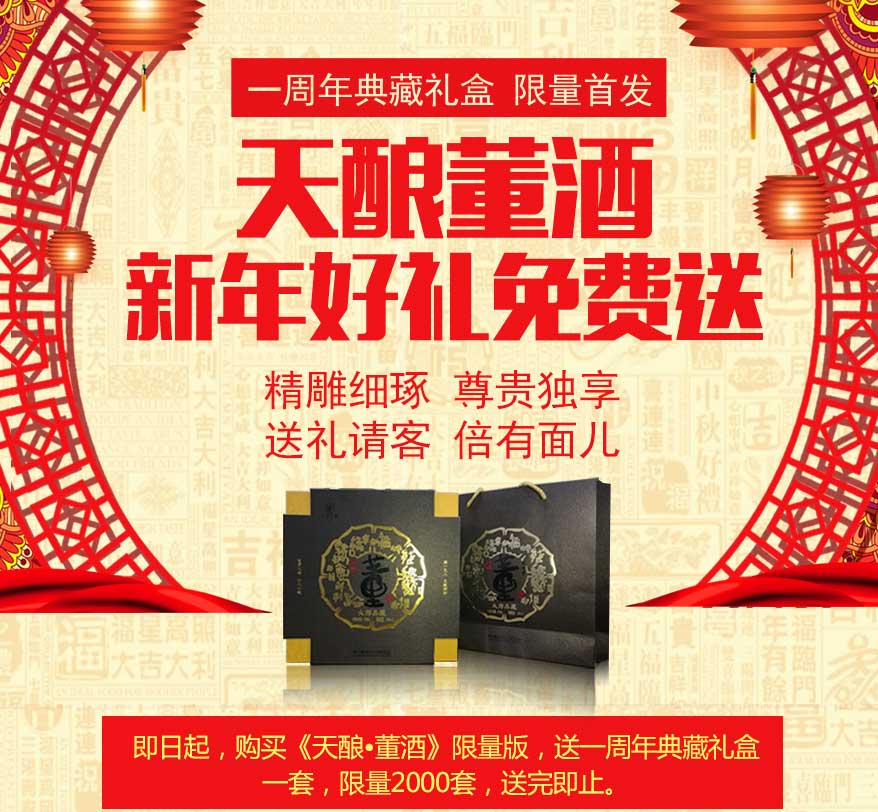 一周年典藏礼盒 限量首发
天酿董酒
新年好礼免费送
精雕细琢 尊贵独享
送礼请客 倍有面儿
董
即日起，购买《天酿•董酒》限量版，送一周年典藏礼盒
一套，限量2000套，送完即止。